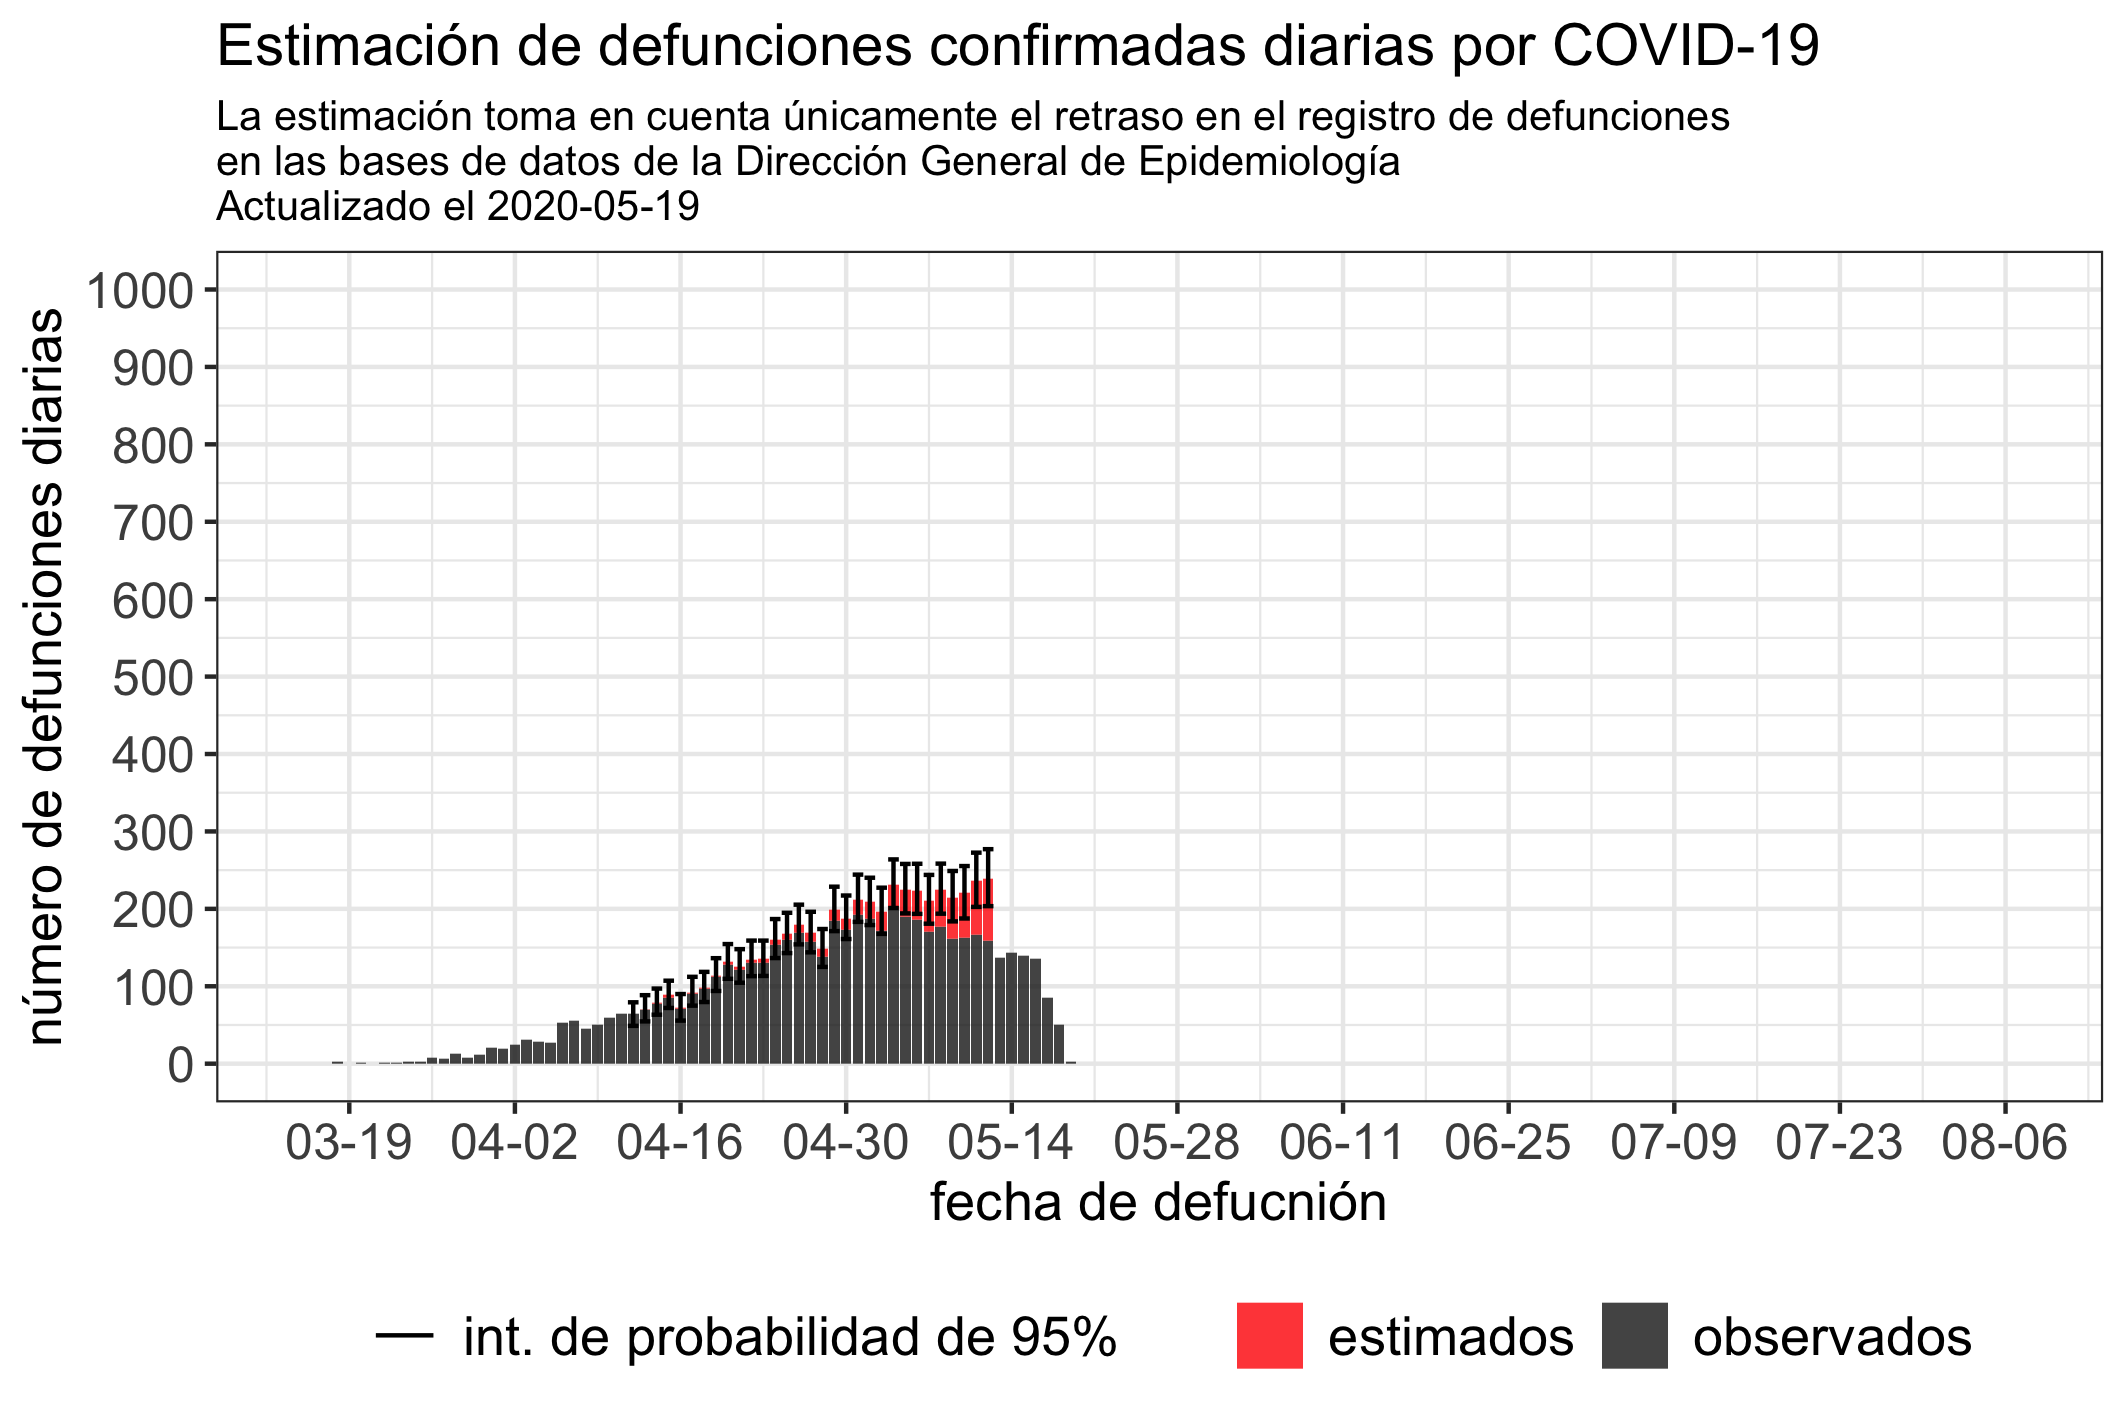 Estimación de defunciones confirmadas diarias por COVID-19
La estimación toma en cuenta únicamente el retraso en el registro de defunciones
en las bases de datos de la Dirección General de Epidemiología
Actualizado el 2020-05-19
número de defunciones diarias
1000
900
800
700
600
500
400
300
200
100
0
03-19 04-02 04-16 04-30 05-14 05-28 06-11 06-25 07-09 07-23 08-06
fecha de defucnión
int. de probabilidad de 95% estimados observados